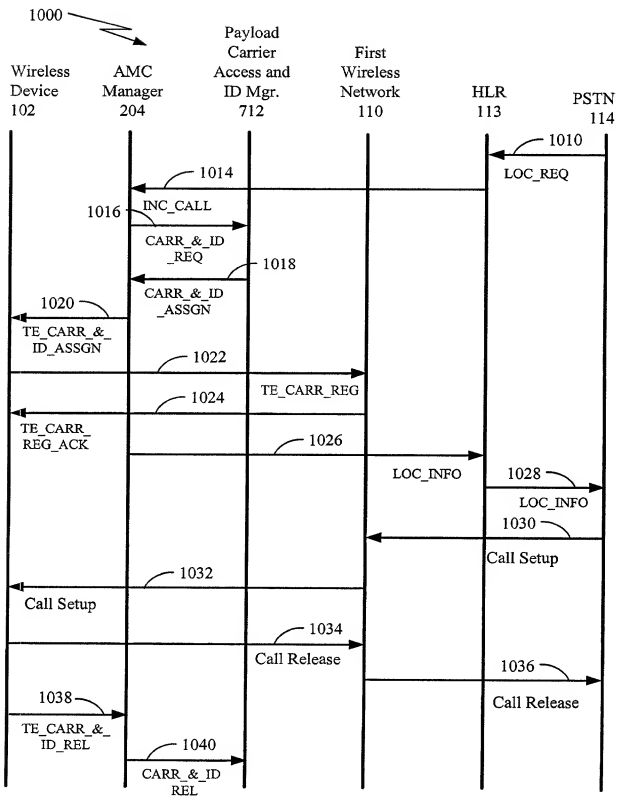 1000
Wireless
Device
102
AMC
Manager
204
Payload
Carrier
Access and
ID Mgr.
712
First
Wireless
Network
110
HLR
113
PSTN
114
1010
LOC_REQ
1014
INC_CALL
1016
CARR_&_ID
_REQ
1018
CARR_&_ID
_ASSGN
1020
TE_CARR_&_
ID_ASSGN
1022
TE_CARR_REG
1024
TE_CARR_
REG_ACK
1026
LOC_INFO
1028
LOC_INFO
1030
Call Setup
1032
Call Setup
1034
Call Release
1036
Call Release
1038
TE_CARR_&_
ID_REL
1040
CARR_&_ID
REL